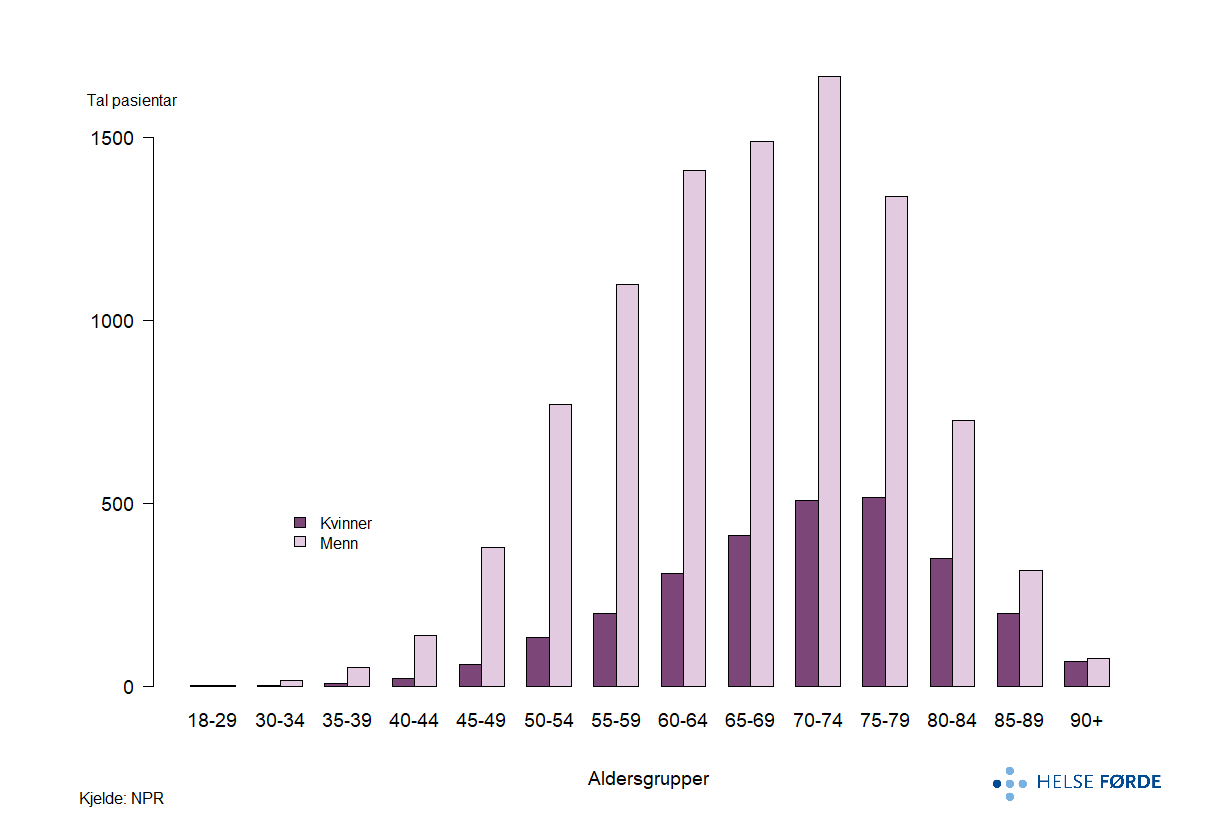 Tal pasientar
1500
1000
500
0
Kvinner
Menn
18-29 30-34 35-39 40-44 45-49 50-54 55-59 60-64 65-69 70-74 75-79 80-84 85-89 90+
Aldersgrupper
Kjelde: NPR
HELSE FØRDE